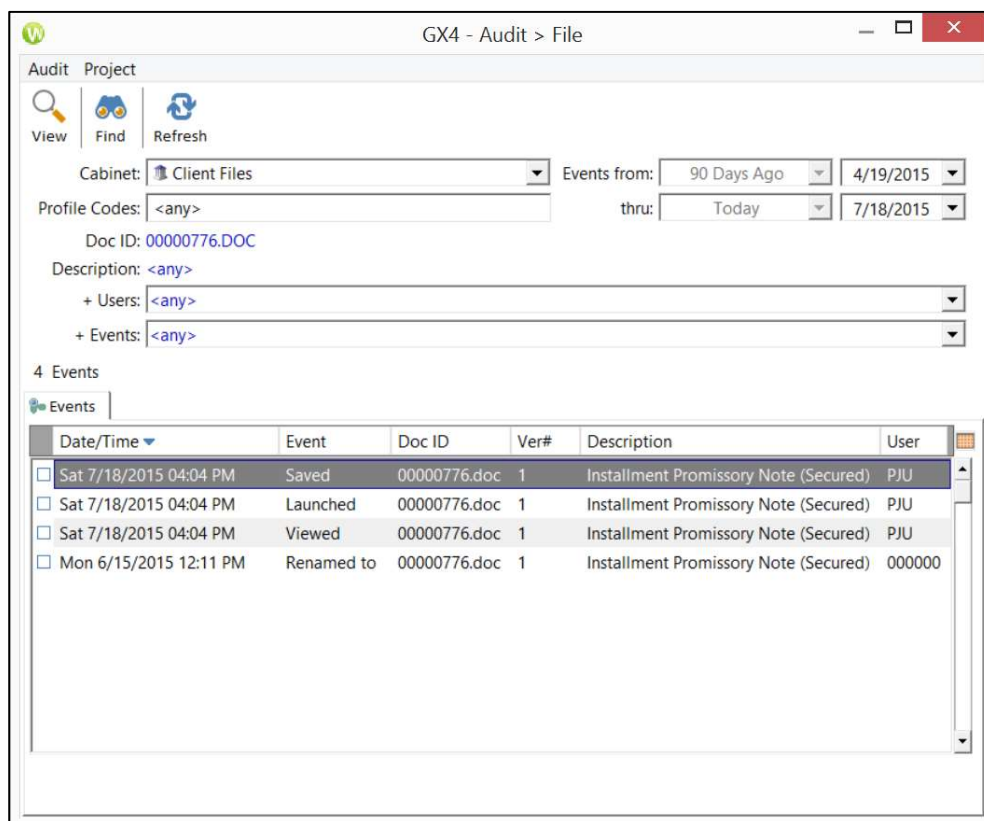 W GX4 - Audit > File
Audit Project
View Find Refresh
Cabinet: Client Files Events from: 90 Days Ago 4/19/2015
Profile Codes: <any> thru: Today 7/18/2015
Doc ID: 00000776.DOC
Description: <any>
+ Users: <any>
+ Events: <any>
4 Events
Events
Date/Time Event Doc ID Ver# Description User
Sat 7/18/2015 04:04 PM Saved 00000776.doc 1 Installment Promissory Note (Secured) PJU
Sat 7/18/2015 04:04 PM Launched 00000776.doc 1 Installment Promissory Note (Secured) PJU
Sat 7/18/2015 04:04 PM Viewed 00000776.doc 1 Installment Promissory Note (Secured) PJU
Mon 6/15/2015 12:11 PM Renamed to 00000776.doc 1 Installment Promissory Note (Secured) 000000